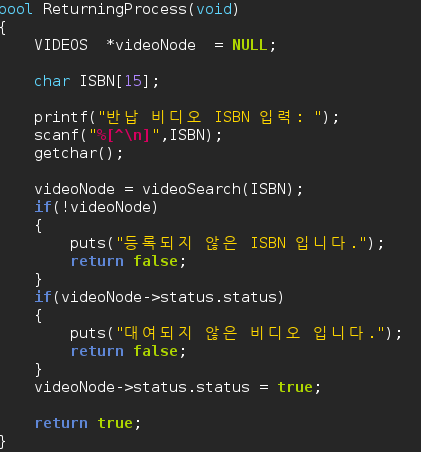 bool ReturningProcess(void)
{
    VIDEOS  *videoNode  = NULL;
    char ISBN[15];
    printf("반납 비디오 ISBN 입력: ");
    scanf("%[^\n]",ISBN);
    getchar();
    videoNode = videoSearch(ISBN);
    if(!videoNode)
    {
        puts("등록되지 않은 ISBN 입니다.");
        return false;
    }
    if(videoNode->status.status)
    {
        puts("대여되지 않은 비디오 입니다.");
        return false;
    }
    videoNode->status.status = true;
    return true;
}